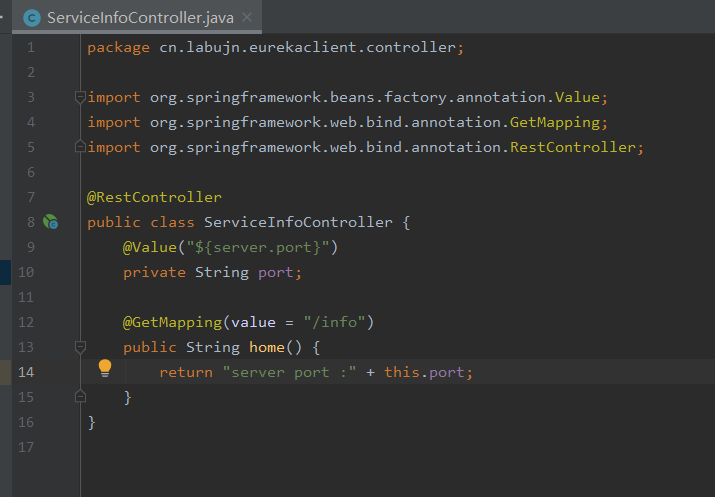 ServiceInfoController.java
1 package cn.labujn.eurekaclient.controller;
2
3 import org.springframework.beans.factory.annotation.Value;
4 import org.springframework.web.bind.annotation.GetMapping;
5 import org.springframework.web.bind.annotation.RestController;
6
7 @RestController
8 public class ServiceInfoController {
9 @Value("${server.port}")
10 private String port;
11
12 @GetMapping(value = "/info")
13 public String home() {
14 return "server port :" + this.port;
15 }
16 }
17